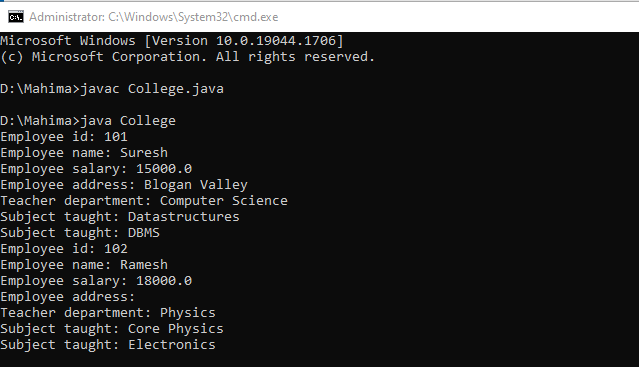 Administrator: C:\Windows\System32\cmd.exe
Microsoft Windows [Version 10.0.19044.1706]
(c) Microsoft Corporation. All rights reserved.
D:\Mahima>javac College.java
D:\Mahima>java College
Employee id: 101
Employee name: Suresh
Employee salary: 15000.0
Employee address: Blogan Valley
Teacher department: Computer Science
Subject taught: Datastructures
Subject taught: DBMS
Employee id: 102
Employee name: Ramesh
Employee salary: 18000.0
Employee address:
Teacher department: Physics
Subject taught: Core Physics
Subject taught: Electronics